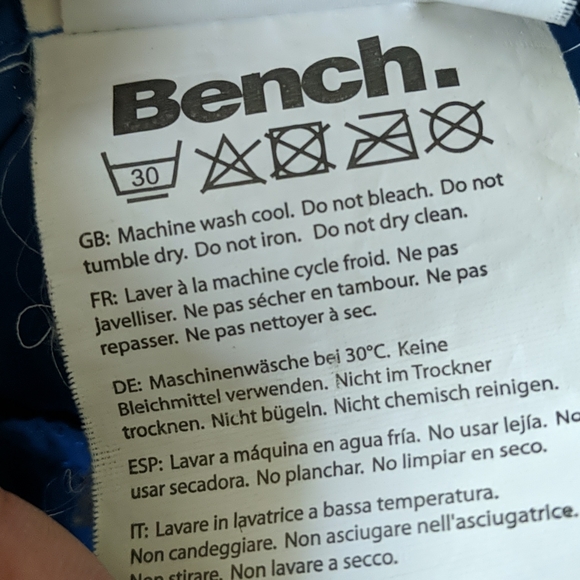 Bench.
30
GB: Machine wash cool. Do not bleach. Do not
tumble dry. Do not iron. Do not dry clean.
FR: Laver à la machine cycle froid. Ne pas
javelliser. Ne pas sécher en tambour. Ne pas
repasser. Ne pas nettoyer à sec.
DE: Maschinenwäsche bei 30°C. Keine
Bleichmittel verwenden. Nicht im Trockner
trocknen. Nicht bügeln. Nicht chemisch reinigen.
ESP: Lavar a máquina en agua fría. No usar lejía. No
usar secadora. No planchar. No limpiar en seco.
IT: Lavare in lavatrice a bassa temperatura.
Non candeggiare. Non asciugare nell'asciugatrice.
Non stirare. Non lavare a secco.